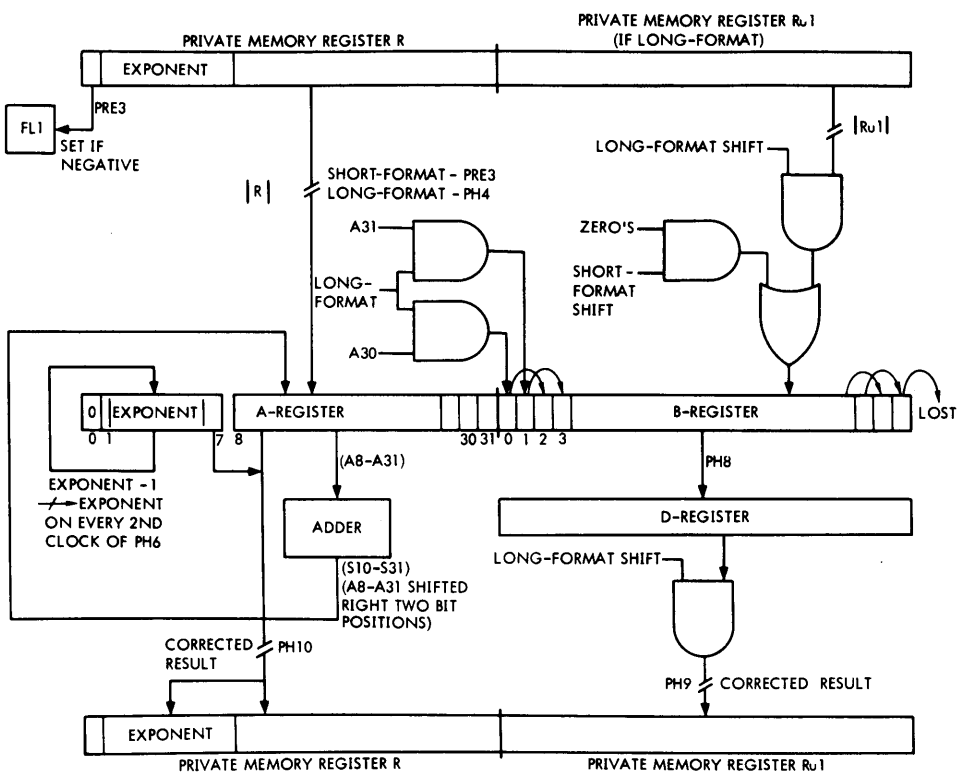 PRIVATE MEMORY REGISTER R
PRIVATE MEMORY REGISTER Ru1
(IF LONG-FORMAT)
EXPONENT
PRE3
FL1
SET IF
NEGATIVE
|R|
SHORT-FORMAT - PRE3
LONG-FORMAT - PH4
|Ru1|
LONG-FORMAT SHIFT
A31
LONG-
FORMAT
A30
ZERO'S
SHORT-
FORMAT
SHIFT
0
|EXPONENT|
A-REGISTER
B-REGISTER
LOST
0 1 7 8 30 31 0 1 2 3
EXPONENT -1
EXPONENT
ON EVERY 2ND
CLOCK OF PH6
(A8-A31)
ADDER
(S10-S31)
(A8-A31 SHIFTED
RIGHT TWO BIT
POSITIONS)
PH8
D-REGISTER
LONG-FORMAT SHIFT
CORRECTED
RESULT
PH10
PH9
CORRECTED RESULT
EXPONENT
PRIVATE MEMORY REGISTER R
PRIVATE MEMORY REGISTER Ru1